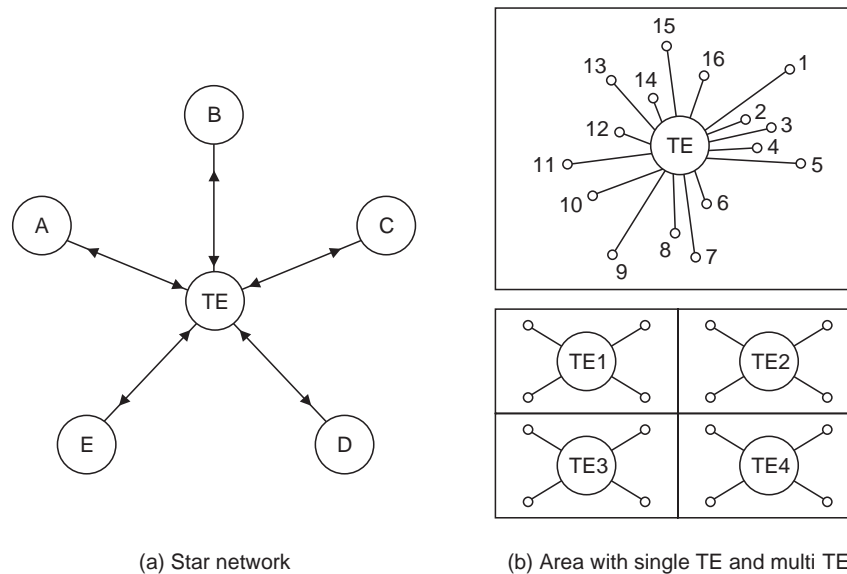 B
A
C
TE
E
D
(a) Star network
15
16
1
13
14
2
3
12
TE
4
11
5
10
6
8
7
9
TE1
TE2
TE3
TE4
(b) Area with single TE and multi TE